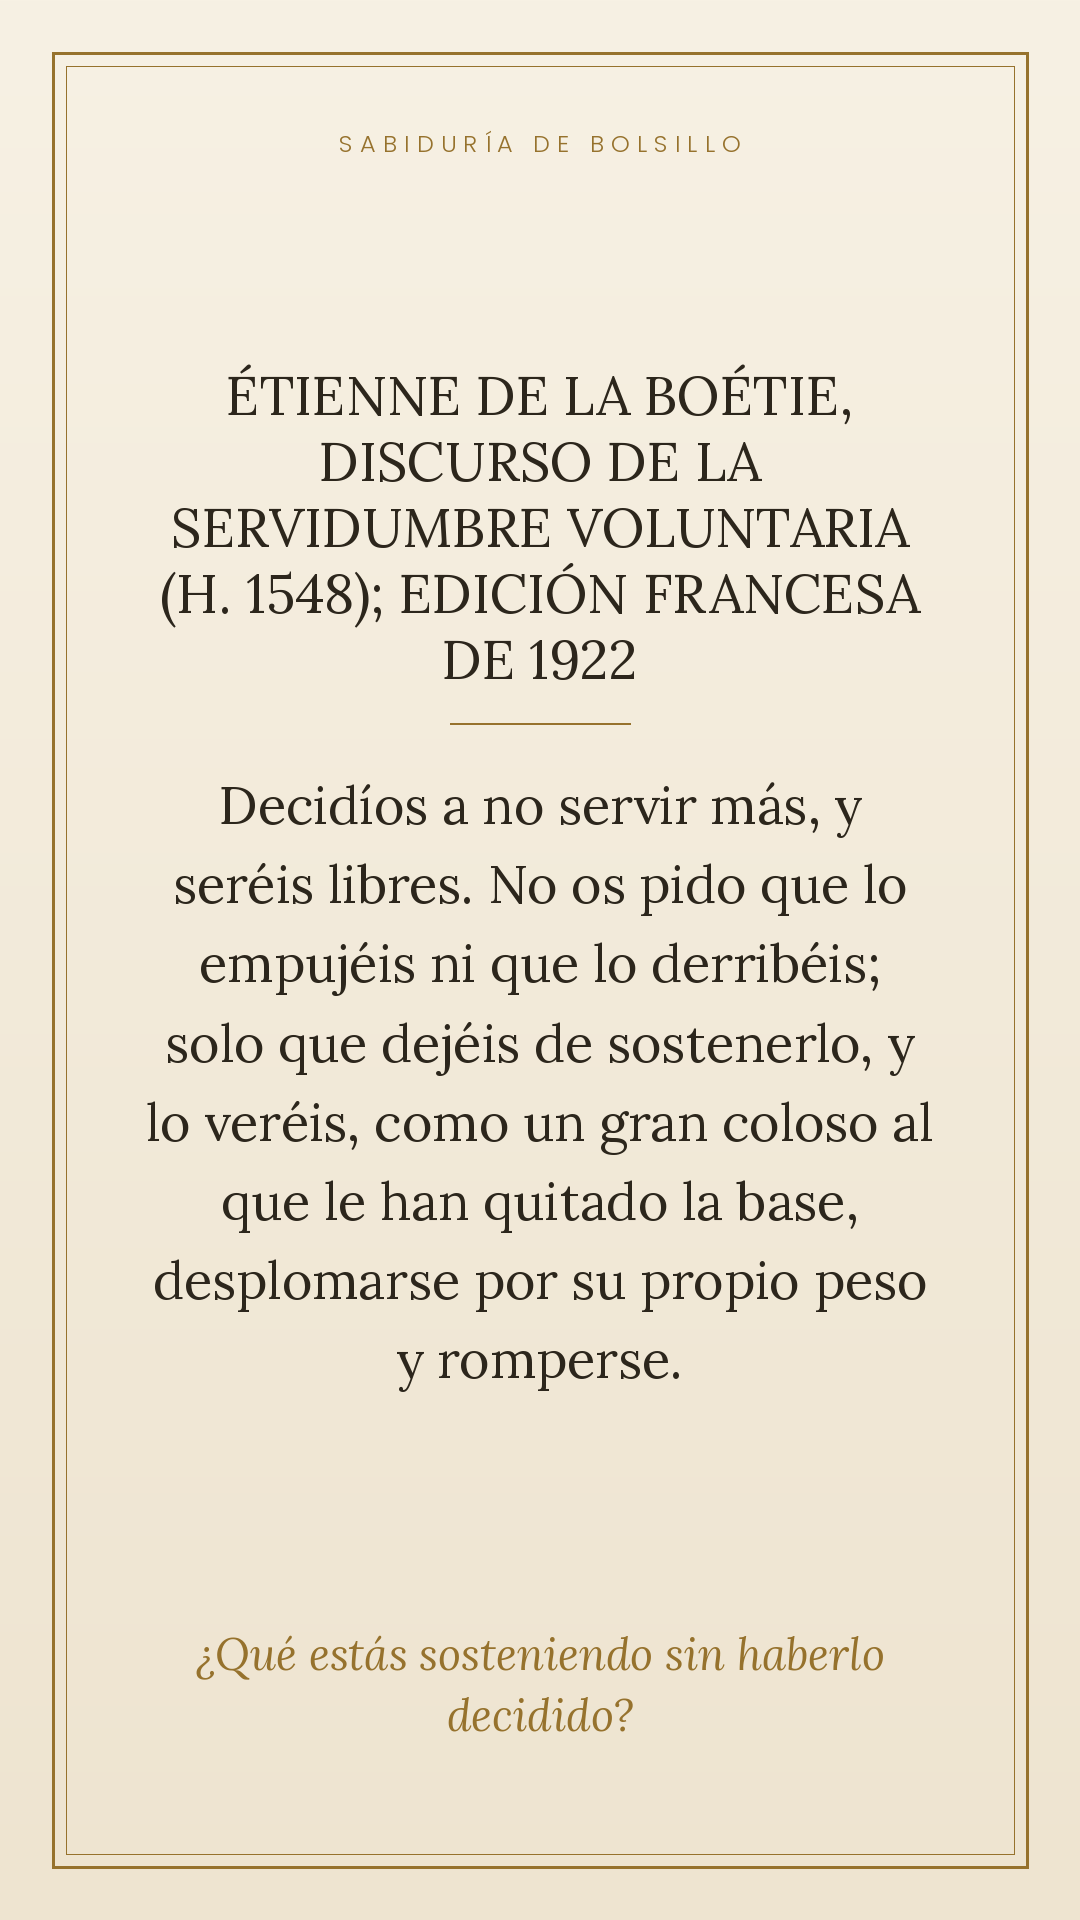 SABIDURÍA DE BOLSILLO
ÉTIENNE DE LA BOÉTIE,
DISCURSO DE LA
SERVIDUMBRE VOLUNTARIA
(H. 1548); EDICIÓN FRANCESA
DE 1922
Decidíos a no servir más, y
seréis libres. No os pido que lo
empujéis ni que lo derribéis;
solo que dejéis de sostenerlo, y
lo veréis, como un gran coloso al
que le han quitado la base,
desplomarse por su propio peso
y romperse.
¿Qué estás sosteniendo sin haberlo
decidido?